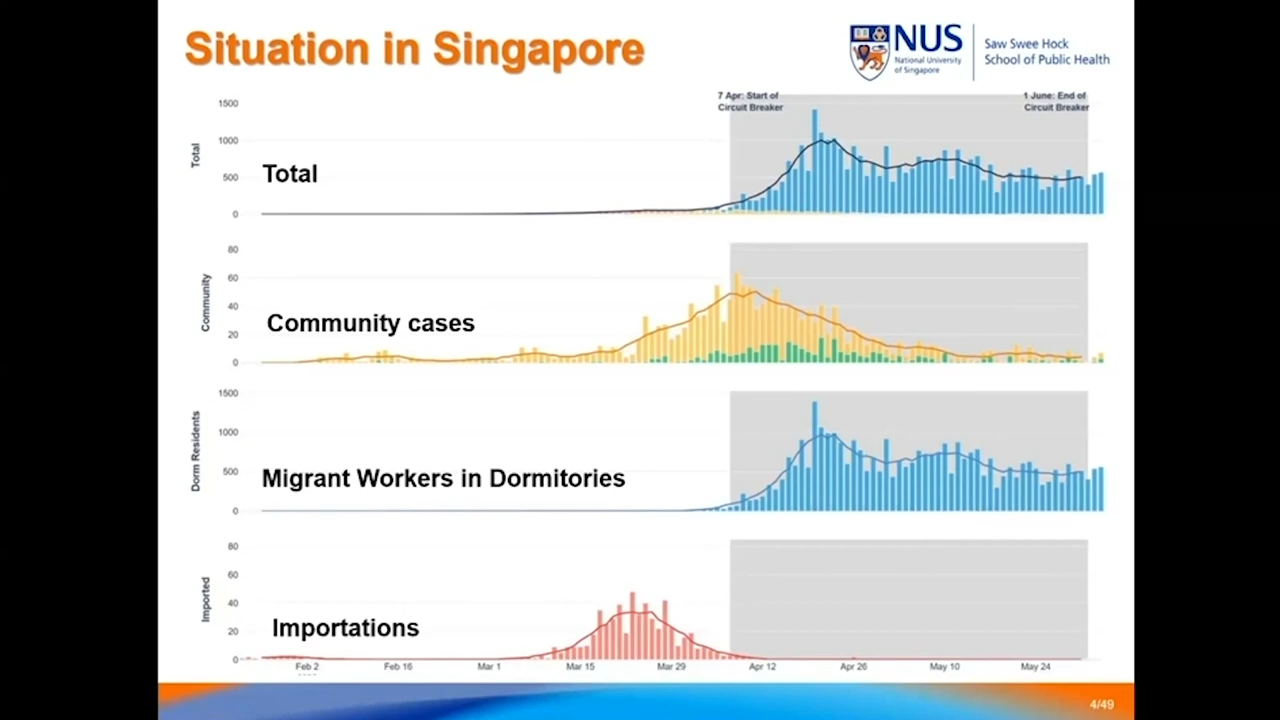 Situation in Singapore
NUS
National University
of Singapore
Saw Swee Hock
School of Public Health
7 Apr: Start of
Circuit Breaker
1 June: End of
Circuit Breaker
1500
1000
500
0
Total
Total
80
60
40
20
0
Community
Community cases
1500
1000
500
0
Dorm Residents
Migrant Workers in Dormitories
80
60
40
20
0
Imported
Importations
Feb 2
Feb 16
Mar 1
Mar 15
Mar 29
Apr 12
Apr 26
May 10
May 24
4/49